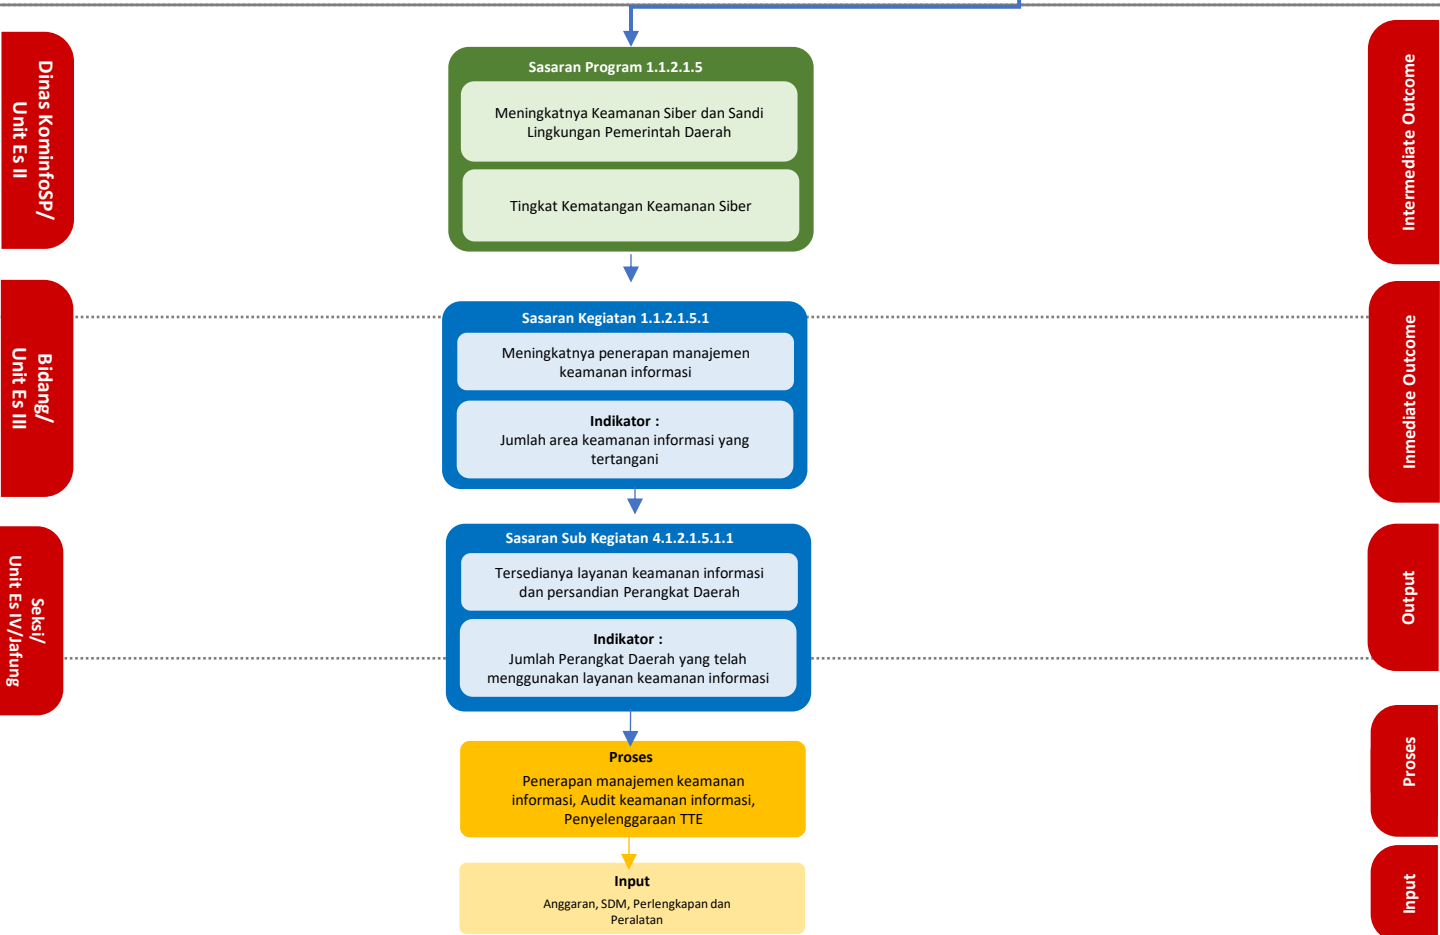 Dinas KominfoSP/
Unit Es II
Sasaran Program 1.1.2.1.5
Meningkatnya Keamanan Siber dan Sandi
Lingkungan Pemerintah Daerah
Tingkat Kematangan Keamanan Siber
Intermediate Outcome
Bidang/
Unit Es III
Sasaran Kegiatan 1.1.2.1.5.1
Meningkatnya penerapan manajemen
keamanan informasi
Indikator :
Jumlah area keamanan informasi yang
tertangani
Inmediate Outcome
Seksi/
Unit Es IV/Jafung
Sasaran Sub Kegiatan 4.1.2.1.5.1.1
Tersedianya layanan keamanan informasi
dan persandian Perangkat Daerah
Indikator :
Jumlah Perangkat Daerah yang telah
menggunakan layanan keamanan informasi
Output
Proses
Penerapan manajemen keamanan
informasi, Audit keamanan informasi,
Penyelenggaraan TTE
Proses
Input
Anggaran, SDM, Perlengkapan dan
Peralatan
Input